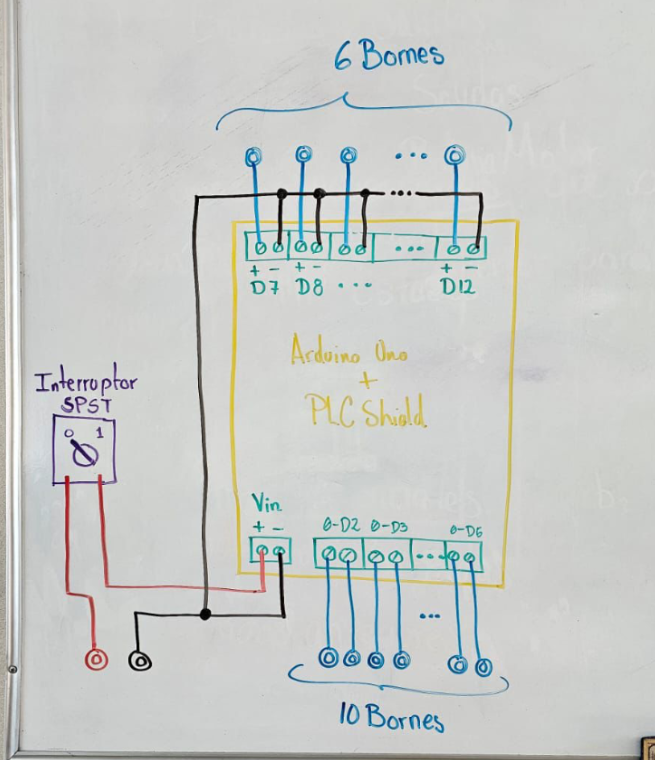 6 Bornes
+ - + - + -
D7 D8 ... D12
Arduino Uno
+
PLC Shield
Interruptor
SPST
0 1
Vin
+ -
0-D2 0-D3 ... 0-D6
10 Bornes